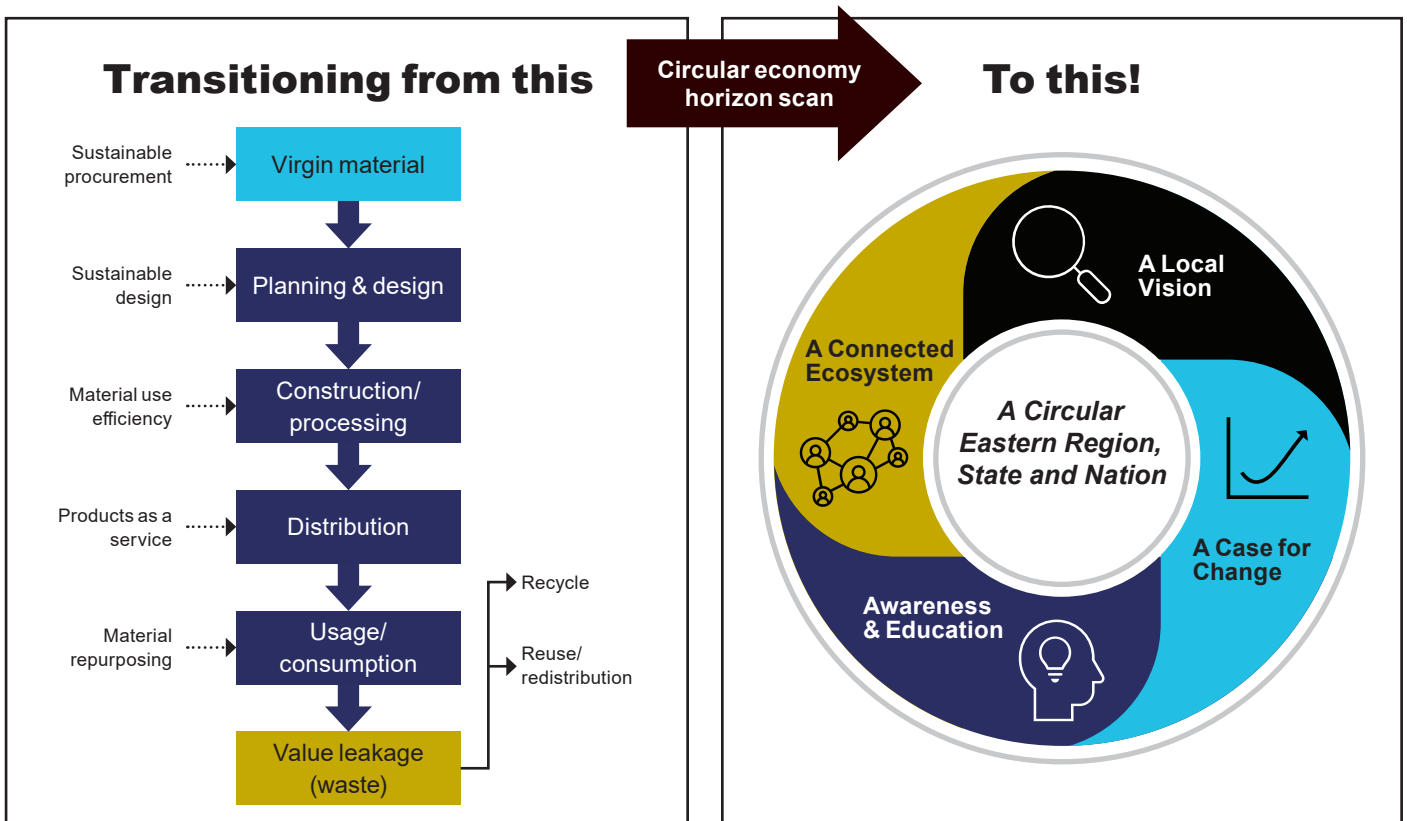 Transitioning from this
Circular economy
horizon scan
To this!
Sustainable
procurement
Virgin material
Sustainable
design
Planning & design
Material use
efficiency
Construction/
processing
Products as a
service
Distribution
Material
repurposing
Usage/
consumption
Recycle
Reuse/
redistribution
Value leakage
(waste)
A Local
Vision
A Connected
Ecosystem
A Circular
Eastern Region,
State and Nation
A Case for
Change
Awareness
& Education